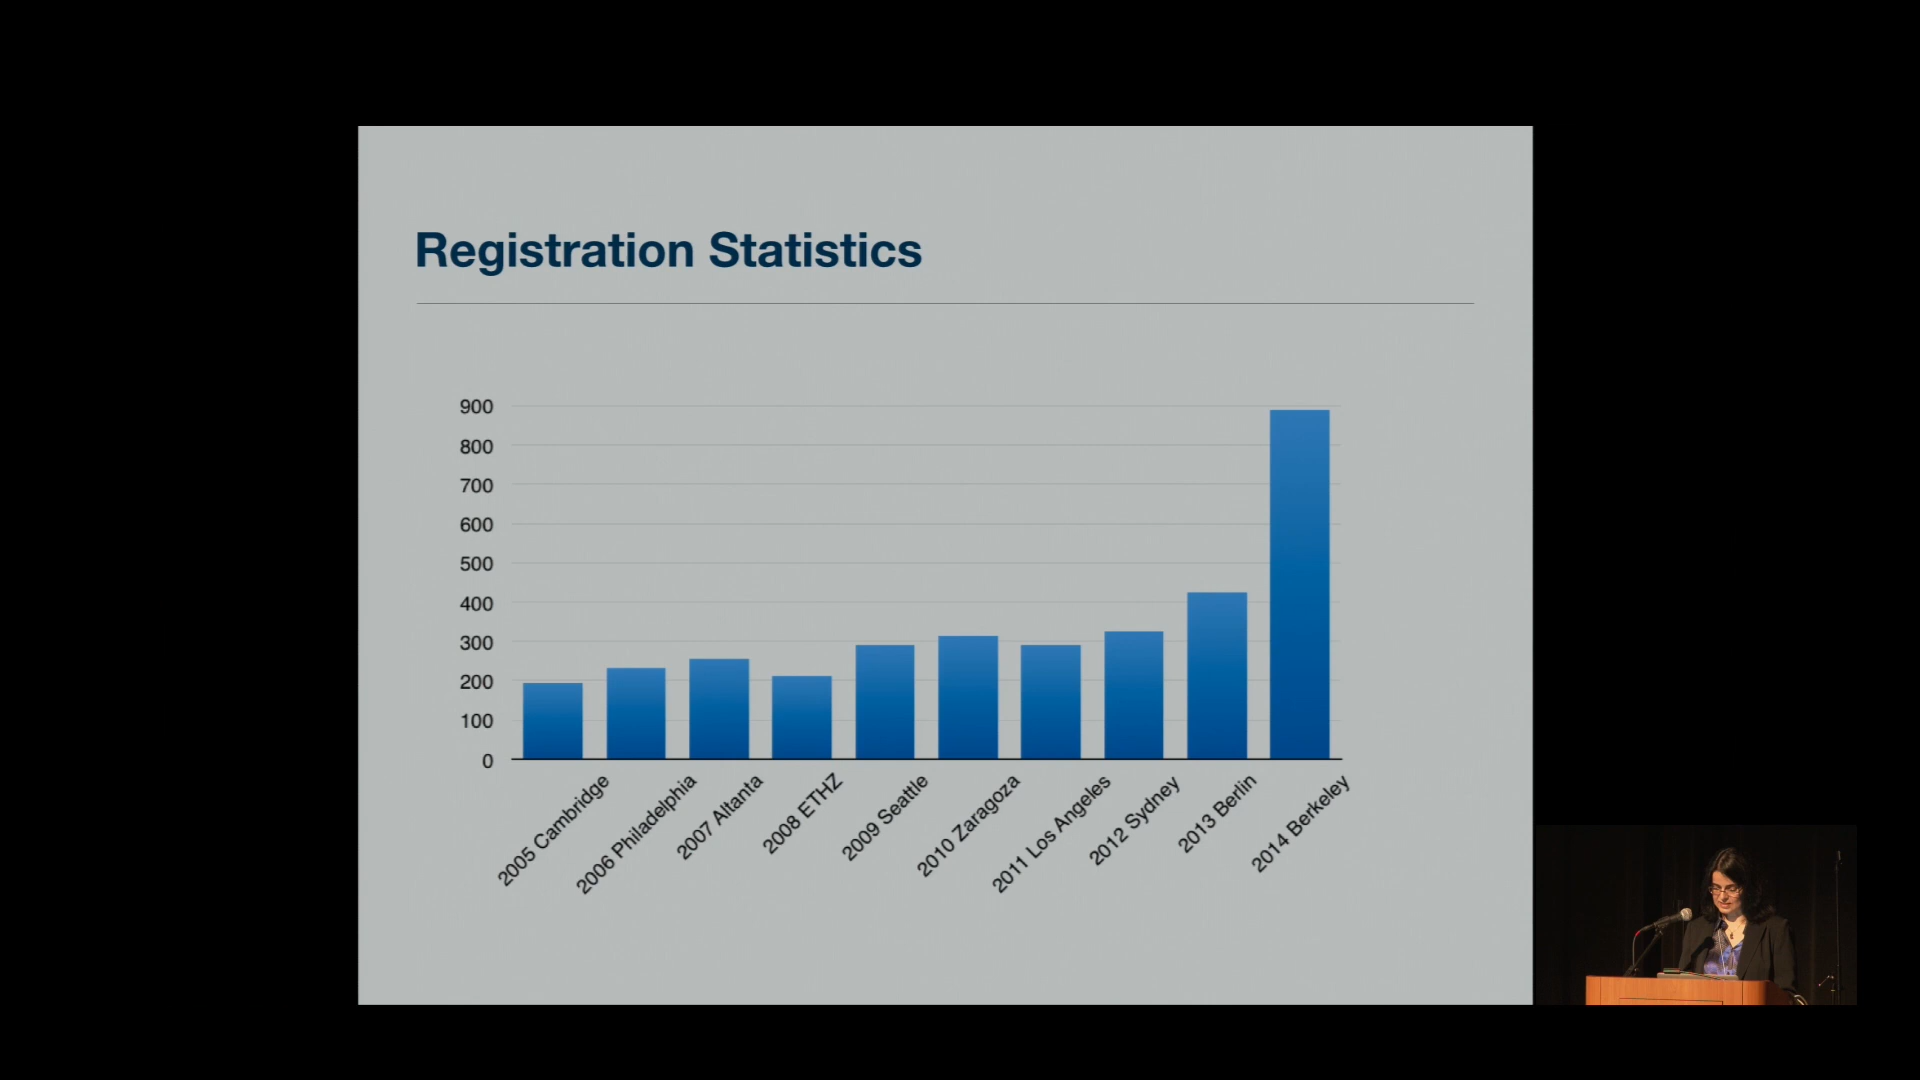 Registration Statistics
900
800
700
600
500
400
300
200
100
0
2005 Cambridge
2006 Philadelphia
2007 Altanta
2008 ETHZ
2009 Seattle
2010 Zaragoza
2011 Los Angeles
2012 Sydney
2013 Berlin
2014 Berkeley